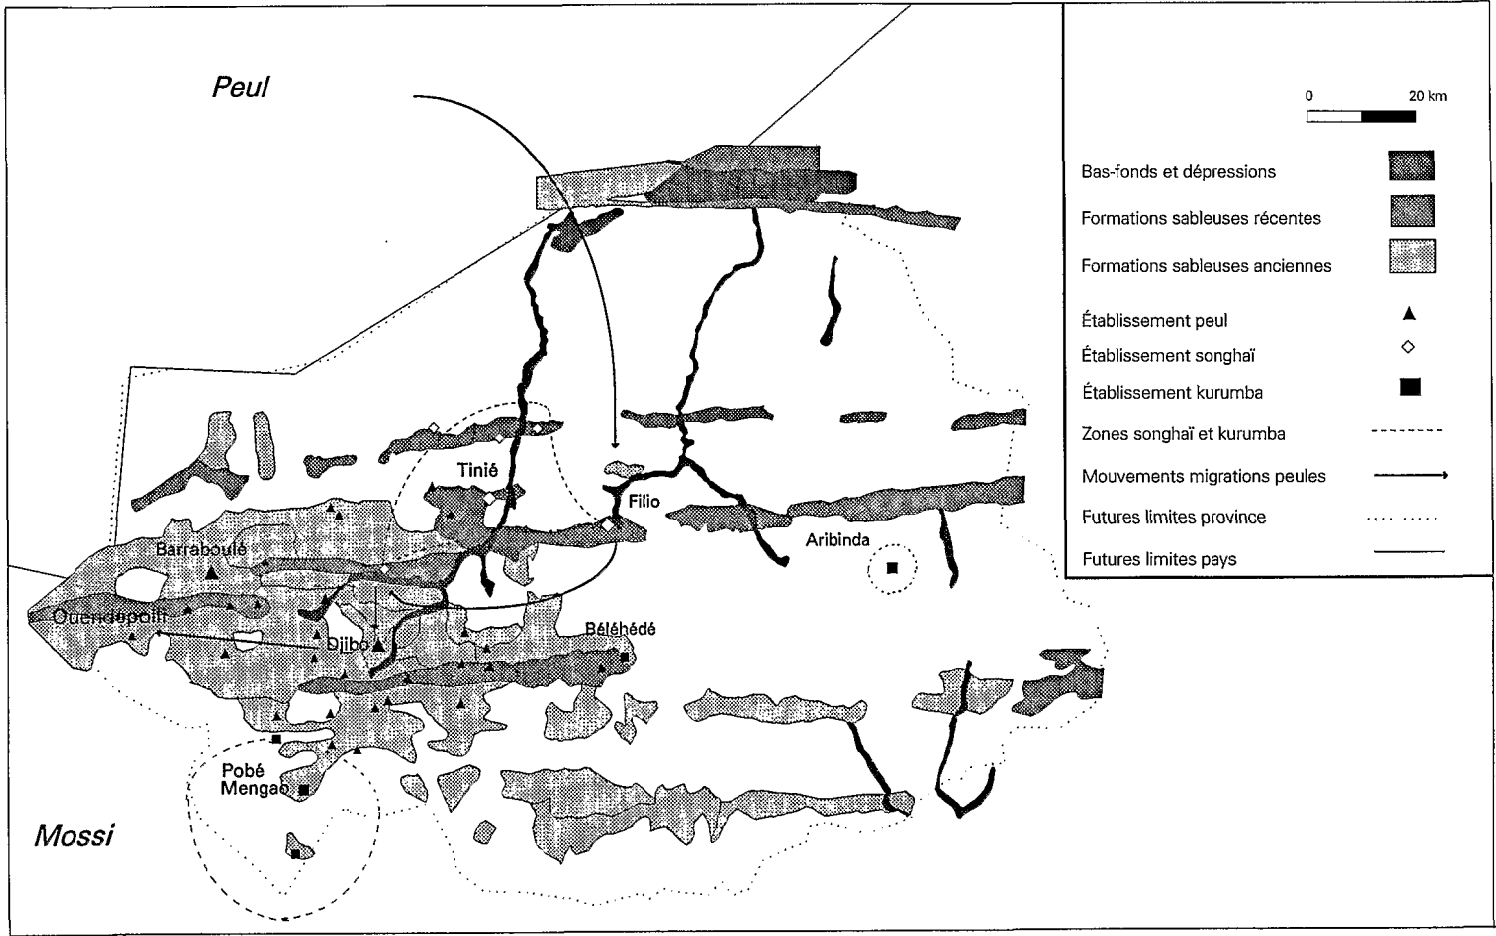 Peul
0 20 km
Bas-fonds et dépressions
Formations sableuses récentes
Formations sableuses anciennes
Établissement peul
Établissement songhaï
Établissement kurumba
Zones songhaï et kurumba
Mouvements migrations peules
Futures limites province
Futures limites pays
Tinié
Filio
Aribinda
Barraboulé
Ouendepolli
Djibo
Béléhédé
Pobé
Mengao
Mossi